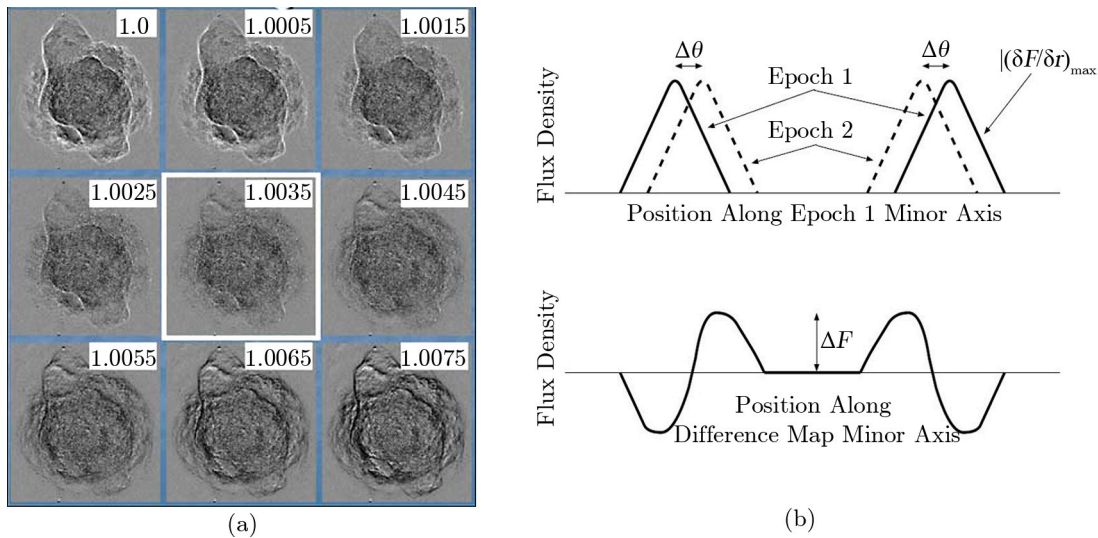 1.0
1.0005
1.0015
1.0025
1.0035
1.0045
1.0055
1.0065
1.0075
(a)
Δθ
Δθ
|(δF/δr)max
Epoch 1
Epoch 2
Flux Density
Position Along Epoch 1 Minor Axis
ΔF
Flux Density
Position Along
Difference Map Minor Axis
(b)